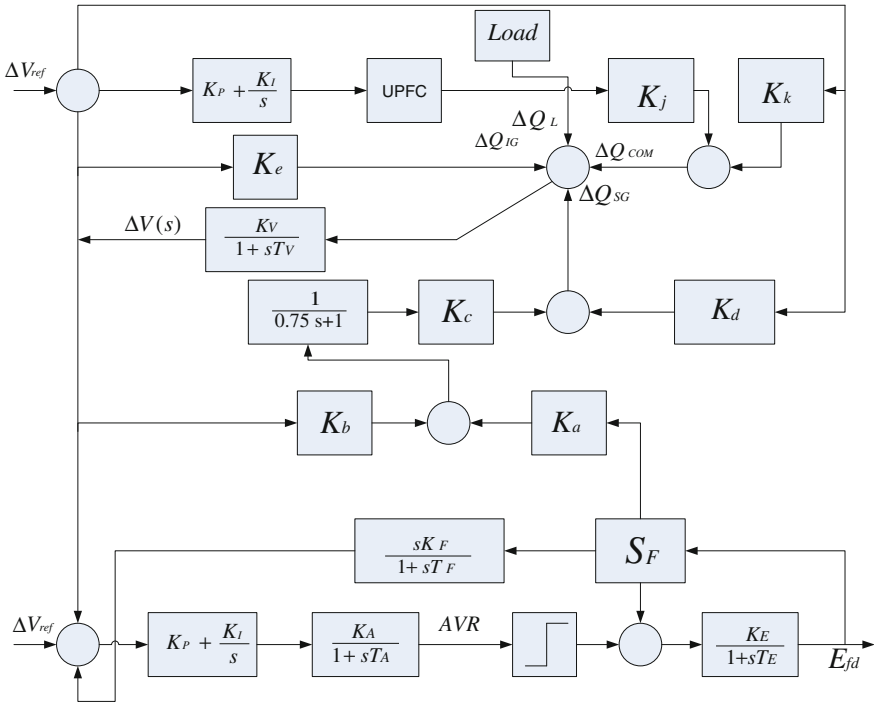 Load
ΔV_ref
K_P + K_I/s
UPFC
K_j
K_k
ΔQ_L
ΔQ_IG
ΔQ_COM
K_e
ΔQ_SG
ΔV(s)
K_V/(1 + sT_V)
1/(0.75 s+1)
K_c
K_d
K_b
K_a
sK_F/(1+ sT_F)
S_F
ΔV_ref
K_P + K_I/s
K_A/(1 + sT_A)
AVR
K_E/(1+sT_E)
E_fd